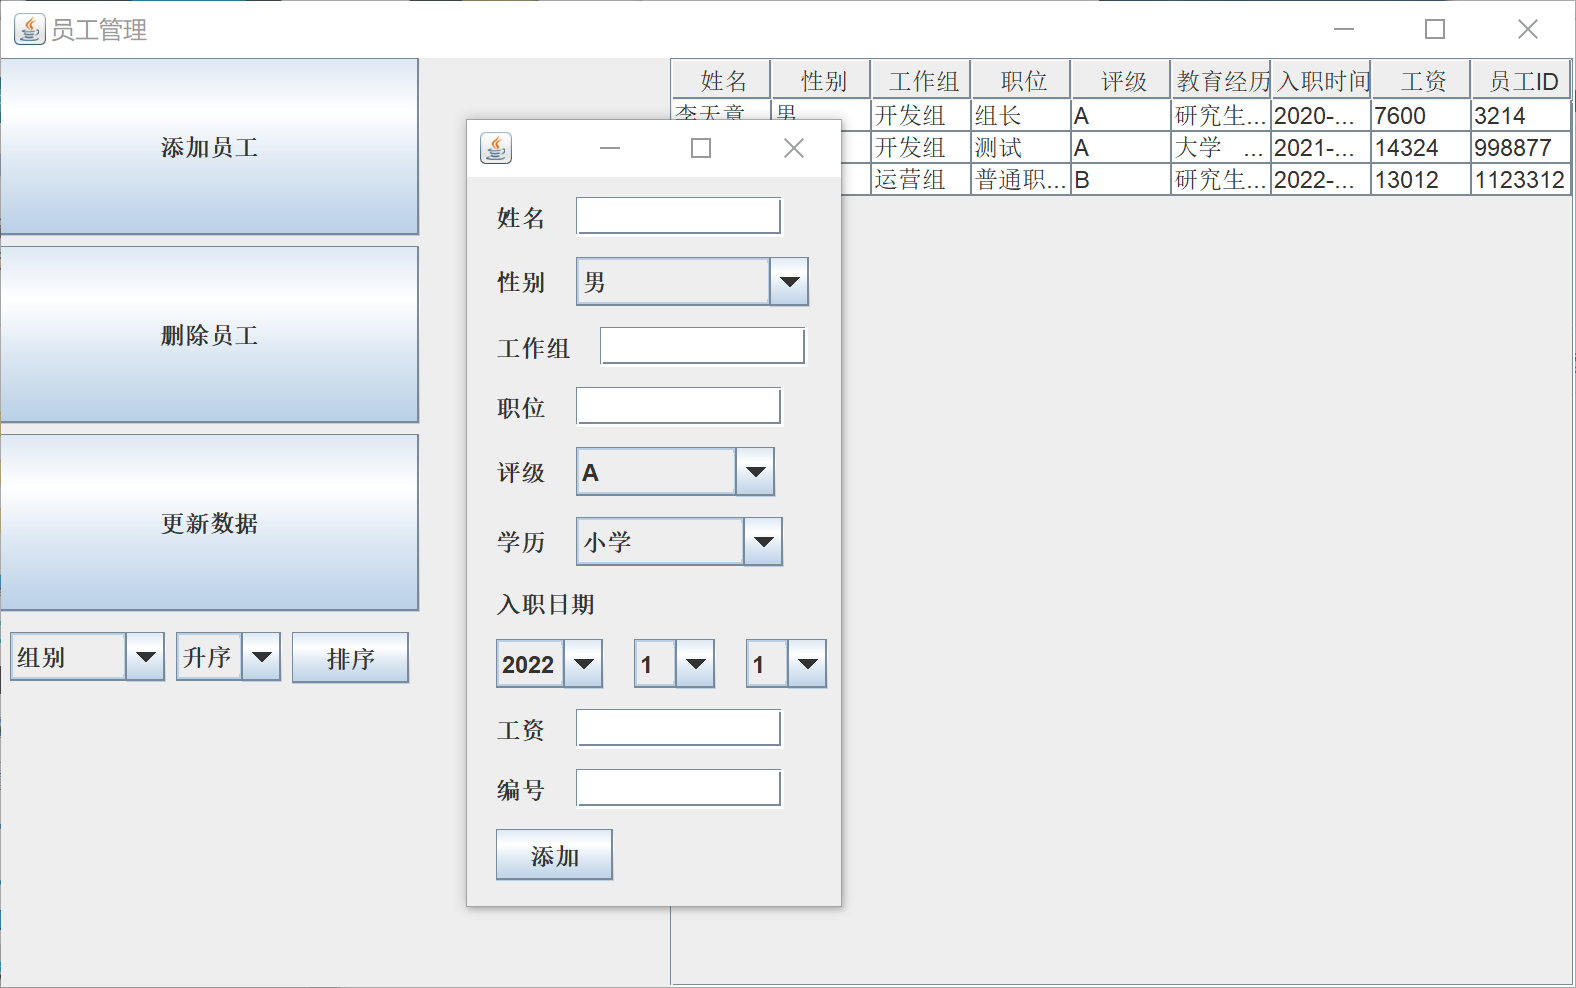 员工管理
添加员工
删除员工
更新数据
组别 升序 排序
姓名 性别 工作组 职位 评级 教育经历 入职时间 工资 员工ID
李天章 男 开发组 组长 A 研究生... 2020-... 7600 3214
开发组 测试 A 大学 ... 2021-... 14324 998877
运营组 普通职... B 研究生... 2022-... 13012 1123312
姓名
性别 男
工作组
职位
评级 A
学历 小学
入职日期
2022 1 1
工资
编号
添加